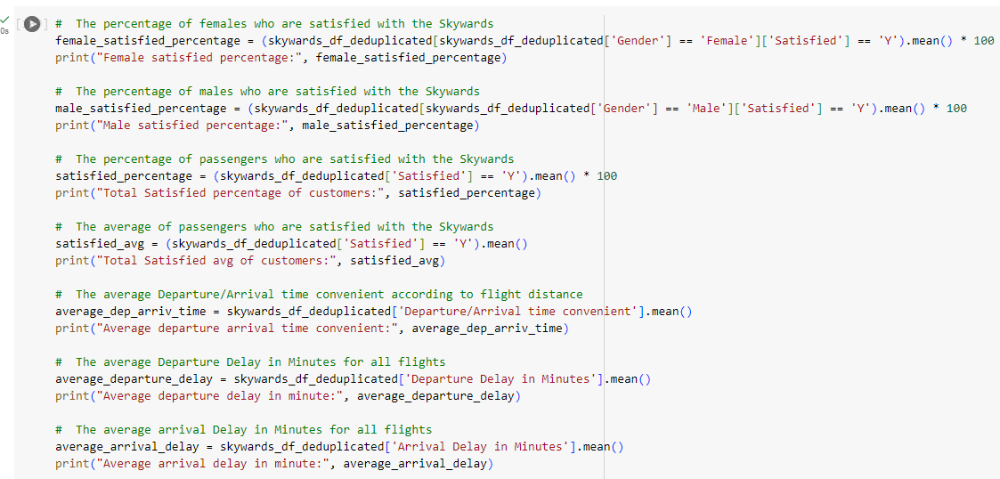 0s
[ ] #  The percentage of females who are satisfied with the Skywards
female_satisfied_percentage = (skywards_df_deduplicated[skywards_df_deduplicated['Gender'] == 'Female']['Satisfied'] == 'Y').mean() * 100
print("Female satisfied percentage:", female_satisfied_percentage)
#  The percentage of males who are satisfied with the Skywards
male_satisfied_percentage = (skywards_df_deduplicated[skywards_df_deduplicated['Gender'] == 'Male']['Satisfied'] == 'Y').mean() * 100
print("Male satisfied percentage:", male_satisfied_percentage)
#  The percentage of passengers who are satisfied with the Skywards
satisfied_percentage = (skywards_df_deduplicated['Satisfied'] == 'Y').mean() * 100
print("Total Satisfied percentage of customers:", satisfied_percentage)
#  The average of passengers who are satisfied with the Skywards
satisfied_avg = (skywards_df_deduplicated['Satisfied'] == 'Y').mean()
print("Total Satisfied avg of customers:", satisfied_avg)
#  The average Departure/Arrival time convenient according to flight distance
average_dep_arriv_time = skywards_df_deduplicated['Departure/Arrival time convenient'].mean()
print("Average departure arrival time convenient:", average_dep_arriv_time)
#  The average Departure Delay in Minutes for all flights
average_departure_delay = skywards_df_deduplicated['Departure Delay in Minutes'].mean()
print("Average departure delay in minute:", average_departure_delay)
#  The average arrival Delay in Minutes for all flights
average_arrival_delay = skywards_df_deduplicated['Arrival Delay in Minutes'].mean()
print("Average arrival delay in minute:", average_arrival_delay)